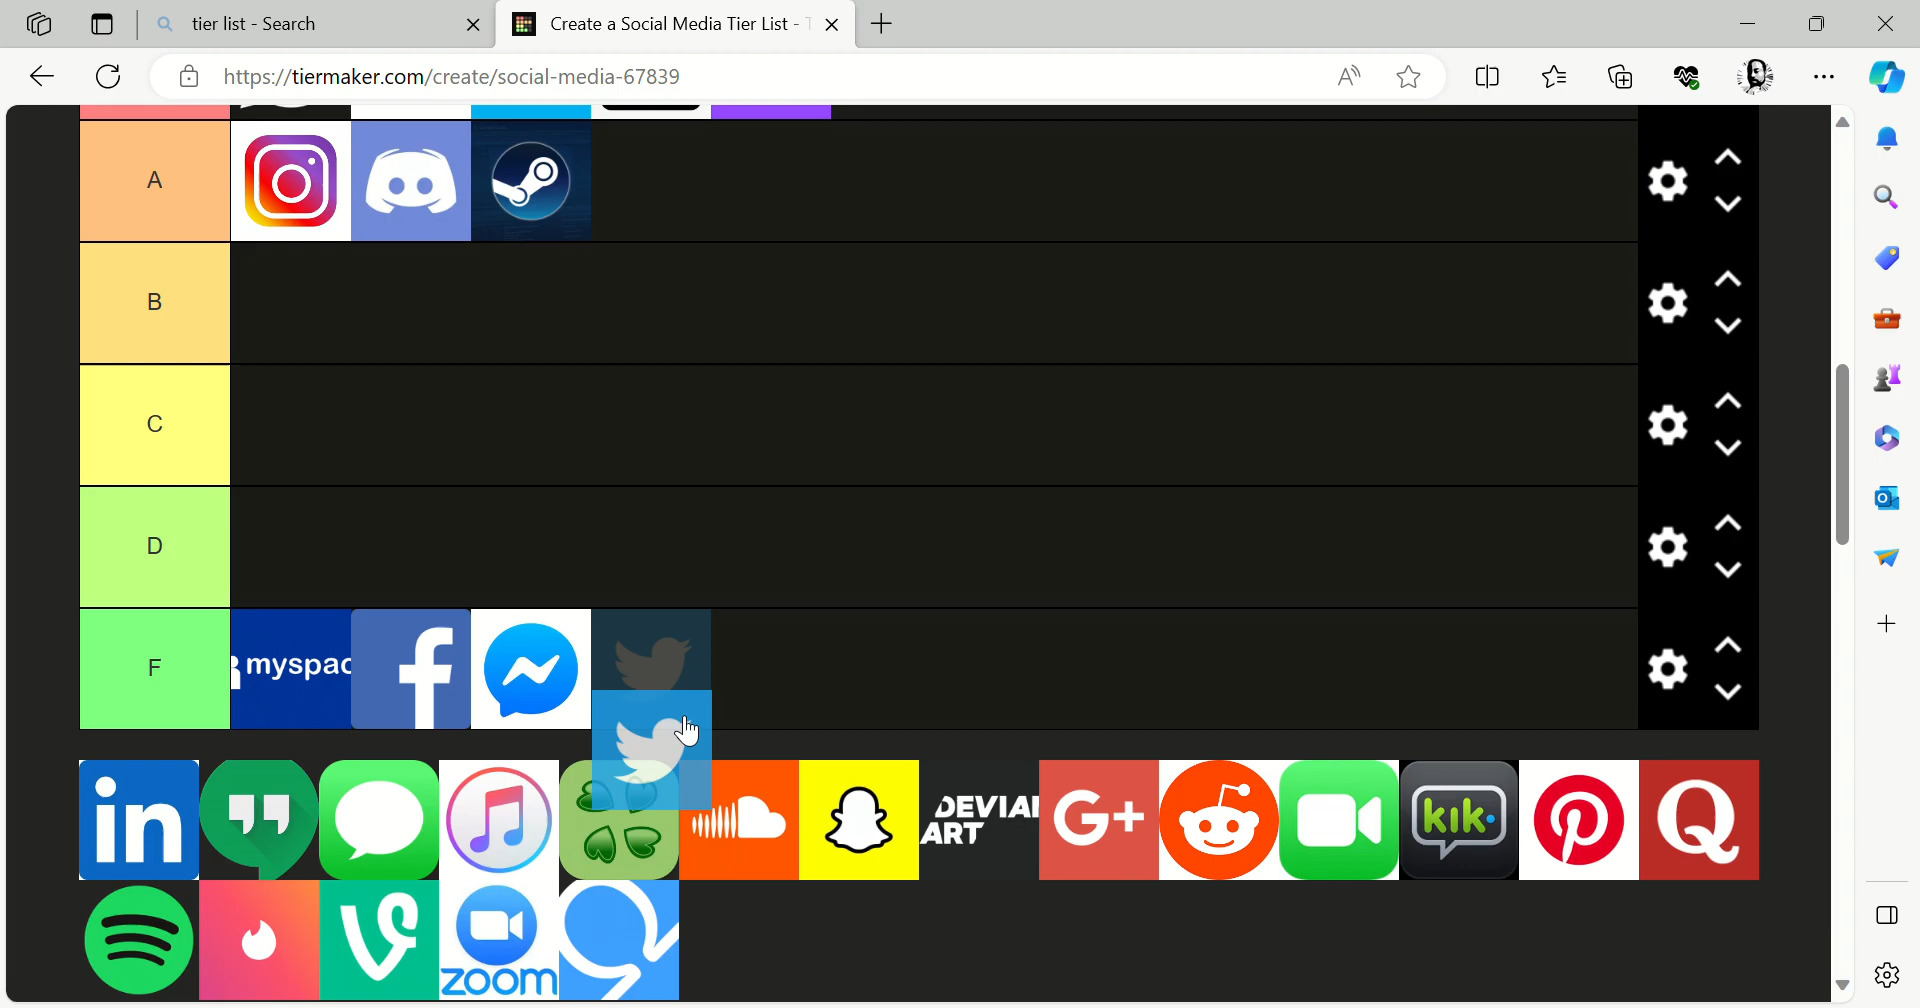 tier list - Search
Create a Social Media Tier List -
https://tiermaker.com/create/social-media-67839
A
B
C
D
F
myspac
f
in
DEVIAN
ART
G+
kik
zoom